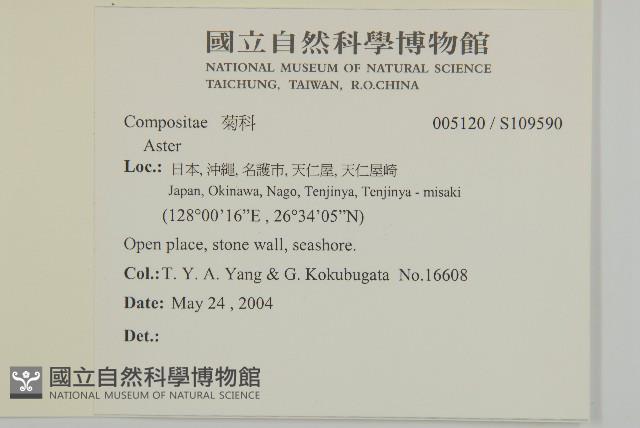 國立自然科學博物館
NATIONAL MUSEUM OF NATURAL SCIENCE
TAICHUNG, TAIWAN, R.O.CHINA
Compositae 菊科 005120 / S109590
Aster
Loc.: 日本, 沖繩, 名護市, 天仁屋, 天仁屋崎
Japan, Okinawa, Nago, Tenjinya, Tenjinya - misaki
(128°00'16”E , 26°34'05”N)
Open place, stone wall, seashore.
Col.: T. Y. A. Yang & G. Kokubugata No.16608
Date: May 24 , 2004
Det.:
國立自然科學博物館
NATIONAL MUSEUM OF NATURAL SCIENCE